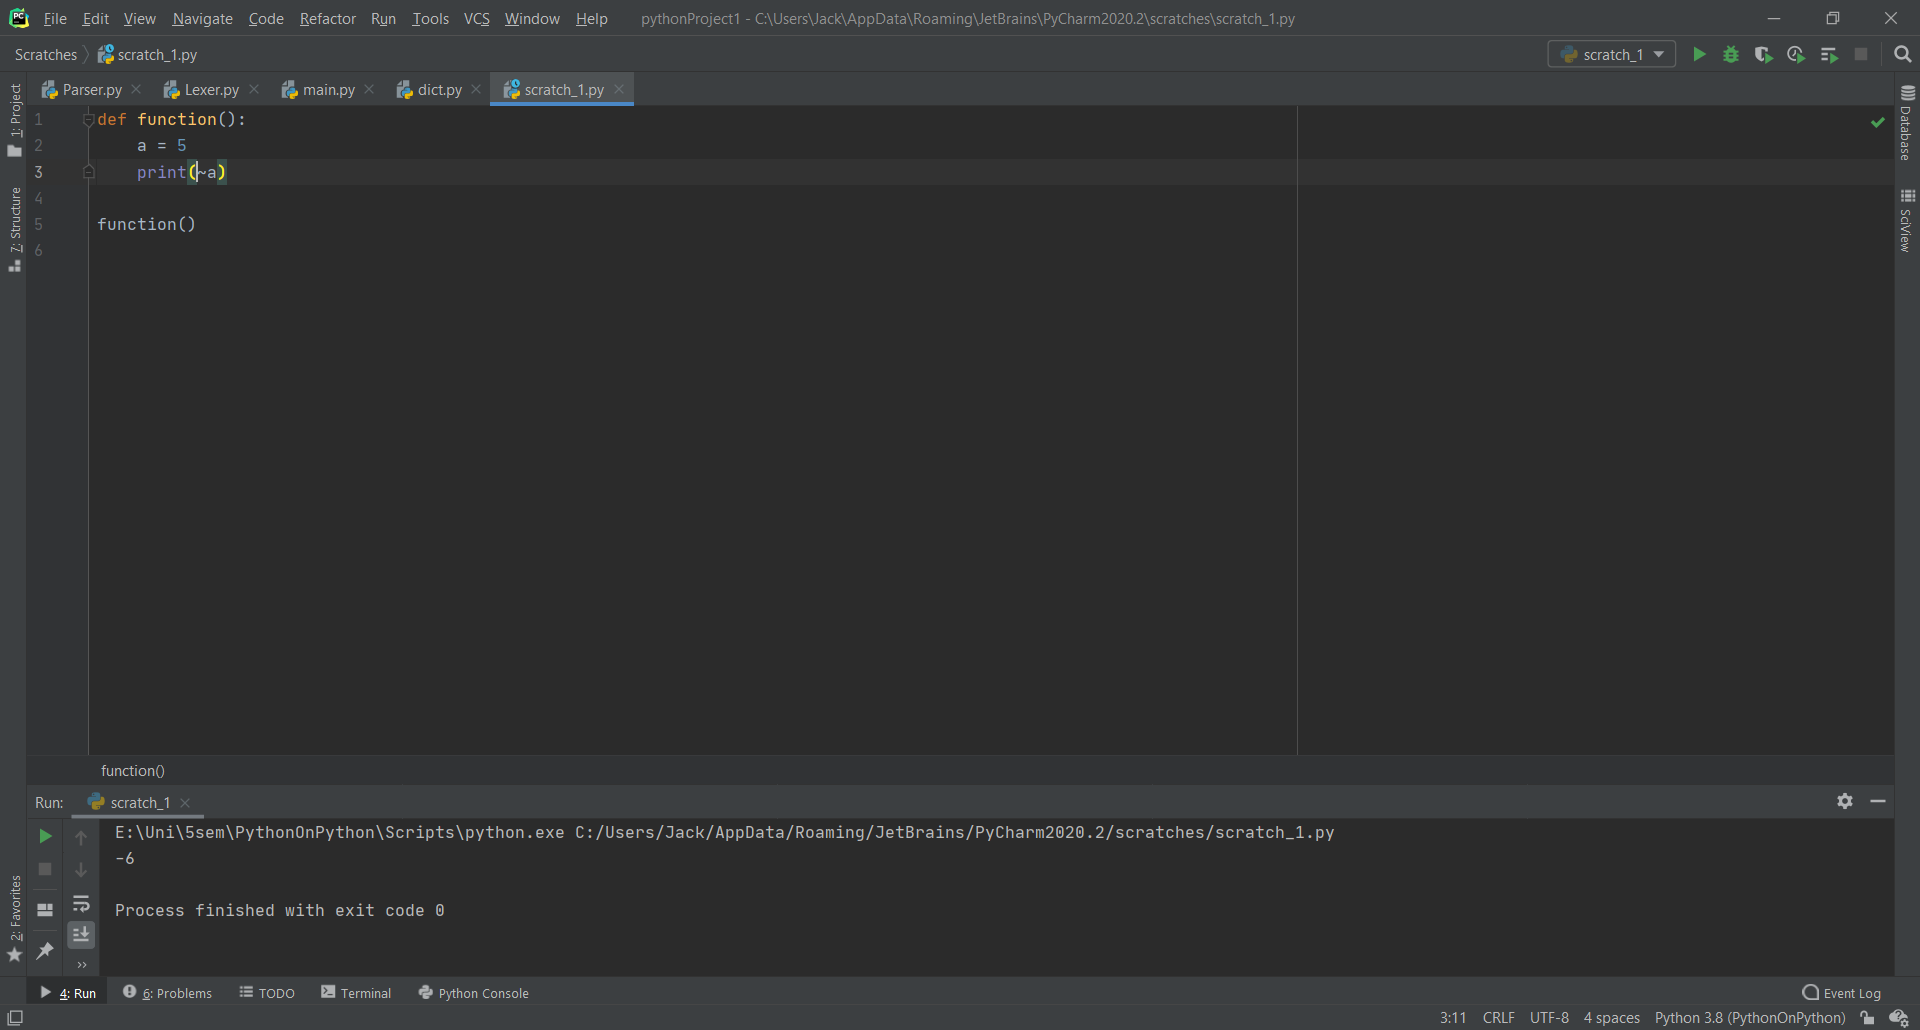 PC File Edit View Navigate Code Refactor Run Tools VCS Window Help pythonProject1 - C:\Users\Jack\AppData\Roaming\JetBrains\PyCharm2020.2\scratches\scratch_1.py
Scratches scratch_1.py scratch_1
Parser.py Lexer.py main.py dict.py scratch_1.py
1: Project
7: Structure
2: Favorites
Database
SciView
1 def function():
2     a = 5
3     print(~a)
4
5 function()
6
function()
Run: scratch_1
E:\Uni\5sem\PythonOnPython\Scripts\python.exe C:/Users/Jack/AppData/Roaming/JetBrains/PyCharm2020.2/scratches/scratch_1.py
-6
Process finished with exit code 0
4: Run 6: Problems TODO Terminal Python Console Event Log
3:11 CRLF UTF-8 4 spaces Python 3.8 (PythonOnPython)